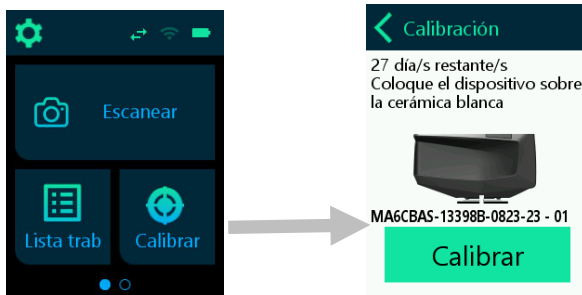 Escanear
Lista trab
Calibrar
Calibración
27 día/s restante/s
Coloque el dispositivo sobre
la cerámica blanca
MA6CBAS-13398B-0823-23 - 01
Calibrar